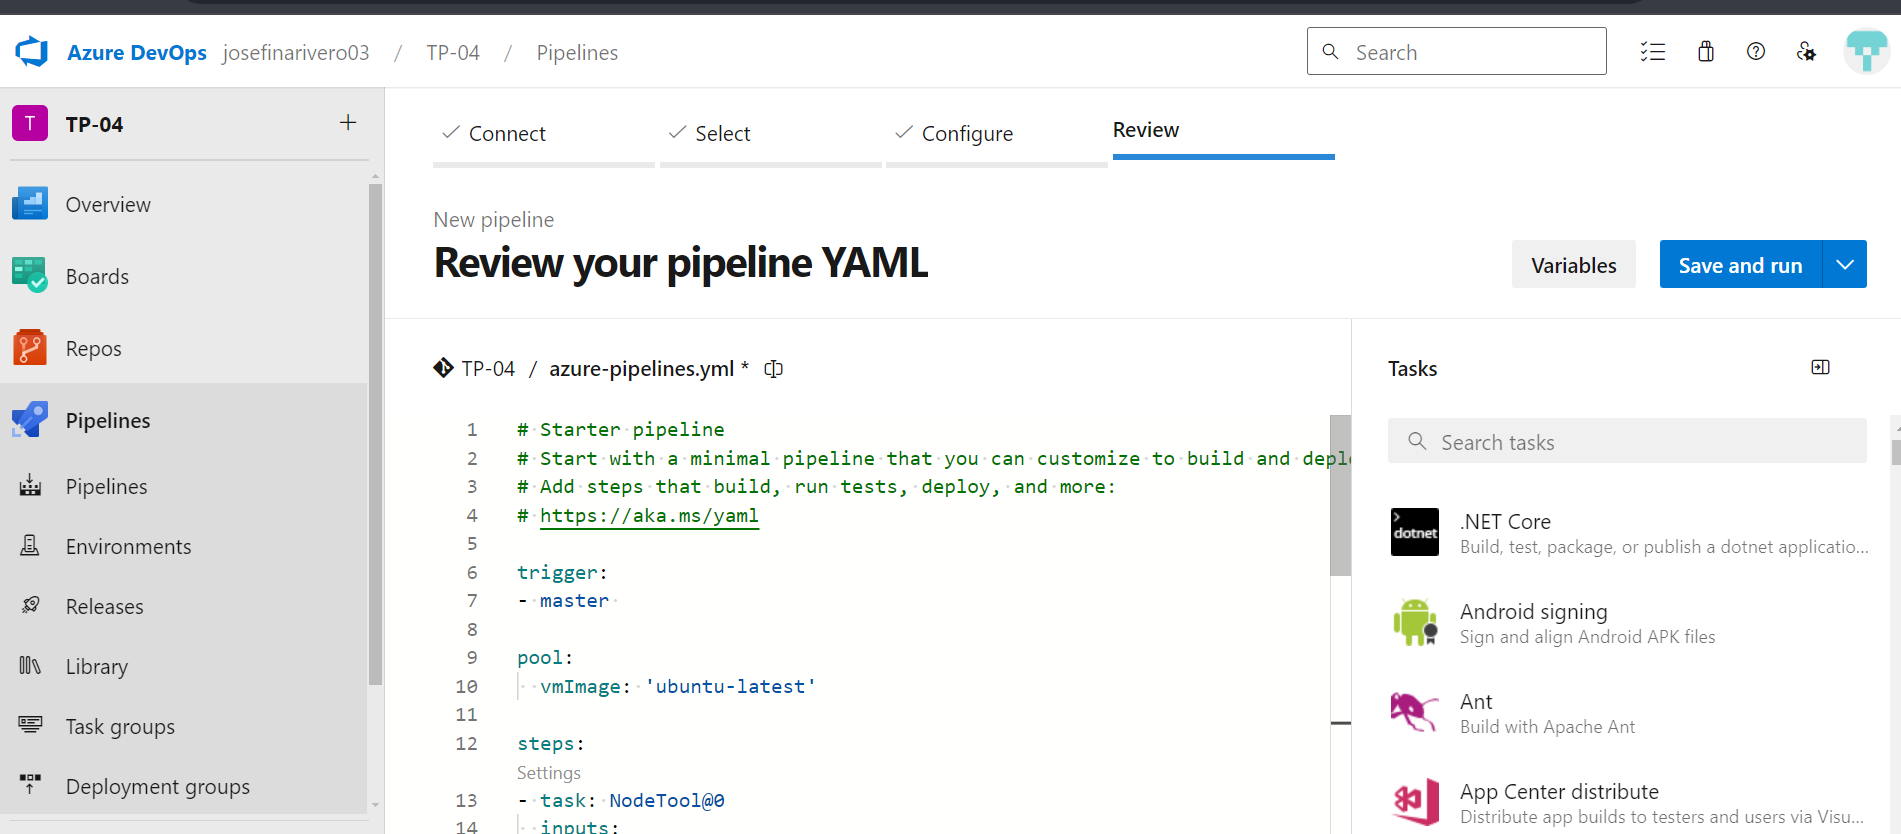 Azure DevOps josefinarivero03 / TP-04 / Pipelines
Search
T TP-04 +
Overview
Boards
Repos
Pipelines
Pipelines
Environments
Releases
Library
Task groups
Deployment groups
Connect
Select
Configure
Review
New pipeline
Review your pipeline YAML
Variables
Save and run
TP-04 / azure-pipelines.yml *
1 # Starter pipeline
2 # Start with a minimal pipeline that you can customize to build and deplo
3 # Add steps that build, run tests, deploy, and more:
4 # https://aka.ms/yaml
5
6 trigger:
7 - master
8
9 pool:
10 vmImage: 'ubuntu-latest'
11
12 steps:
Settings
13 - task: NodeTool@0
14 inputs:
Tasks
Search tasks
dotnet
.NET Core
Build, test, package, or publish a dotnet applicatio...
Android signing
Sign and align Android APK files
Ant
Build with Apache Ant
App Center distribute
Distribute app builds to testers and users via Visu...